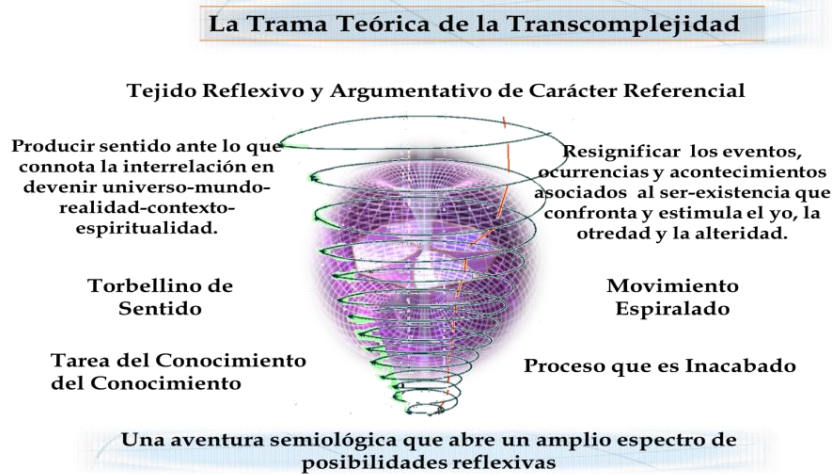 La Trama Teórica de la Transcomplejidad
Tejido Reflexivo y Argumentativo de Carácter Referencial
Producir sentido ante lo que
connota la interrelación en
devenir universo-mundo-
realidad-contexto-
espiritualidad.
Resignificar los eventos,
ocurrencias y acontecimientos
asociados al ser-existencia que
confronta y estimula el yo, la
otredad y la alteridad.
Torbellino de
Sentido
Movimiento
Espiralado
Tarea del Conocimiento
del Conocimiento
Proceso que es Inacabado
Una aventura semiológica que abre un amplio espectro de
posibilidades reflexivas